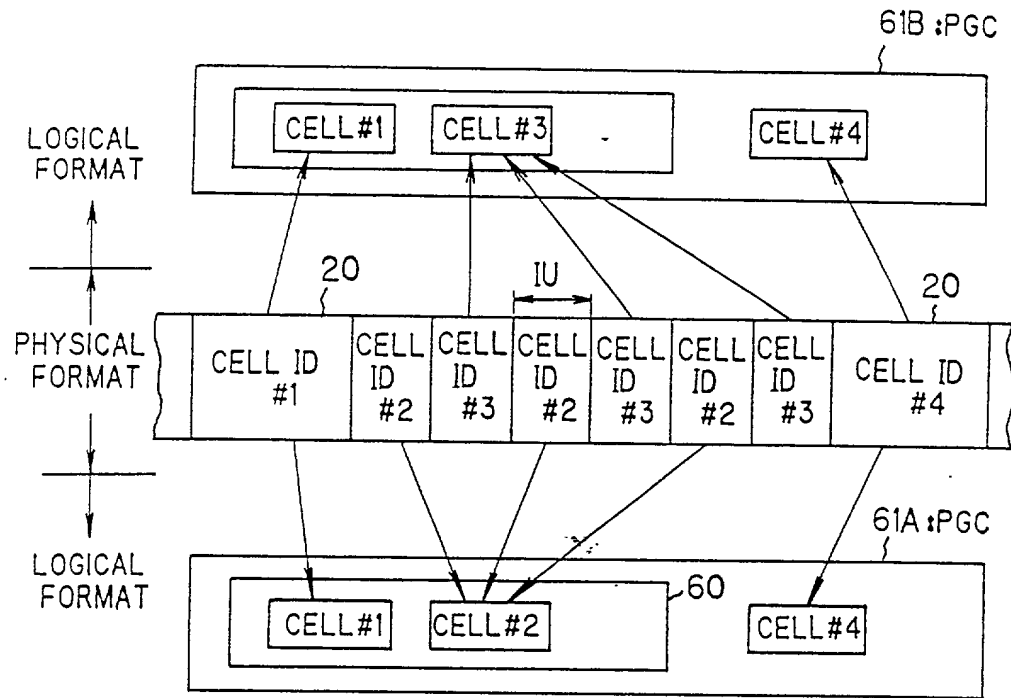 61B:PGC
CELL#1
CELL#3
CELL#4
LOGICAL
FORMAT
20
IU
20
PHYSICAL
FORMAT
CELL ID
#1
CELL
ID
#2
CELL
ID
#3
CELL
ID
#2
CELL
ID
#3
CELL
ID
#2
CELL
ID
#3
CELL ID
#4
61A:PGC
LOGICAL
FORMAT
60
CELL#1
CELL#2
CELL#4